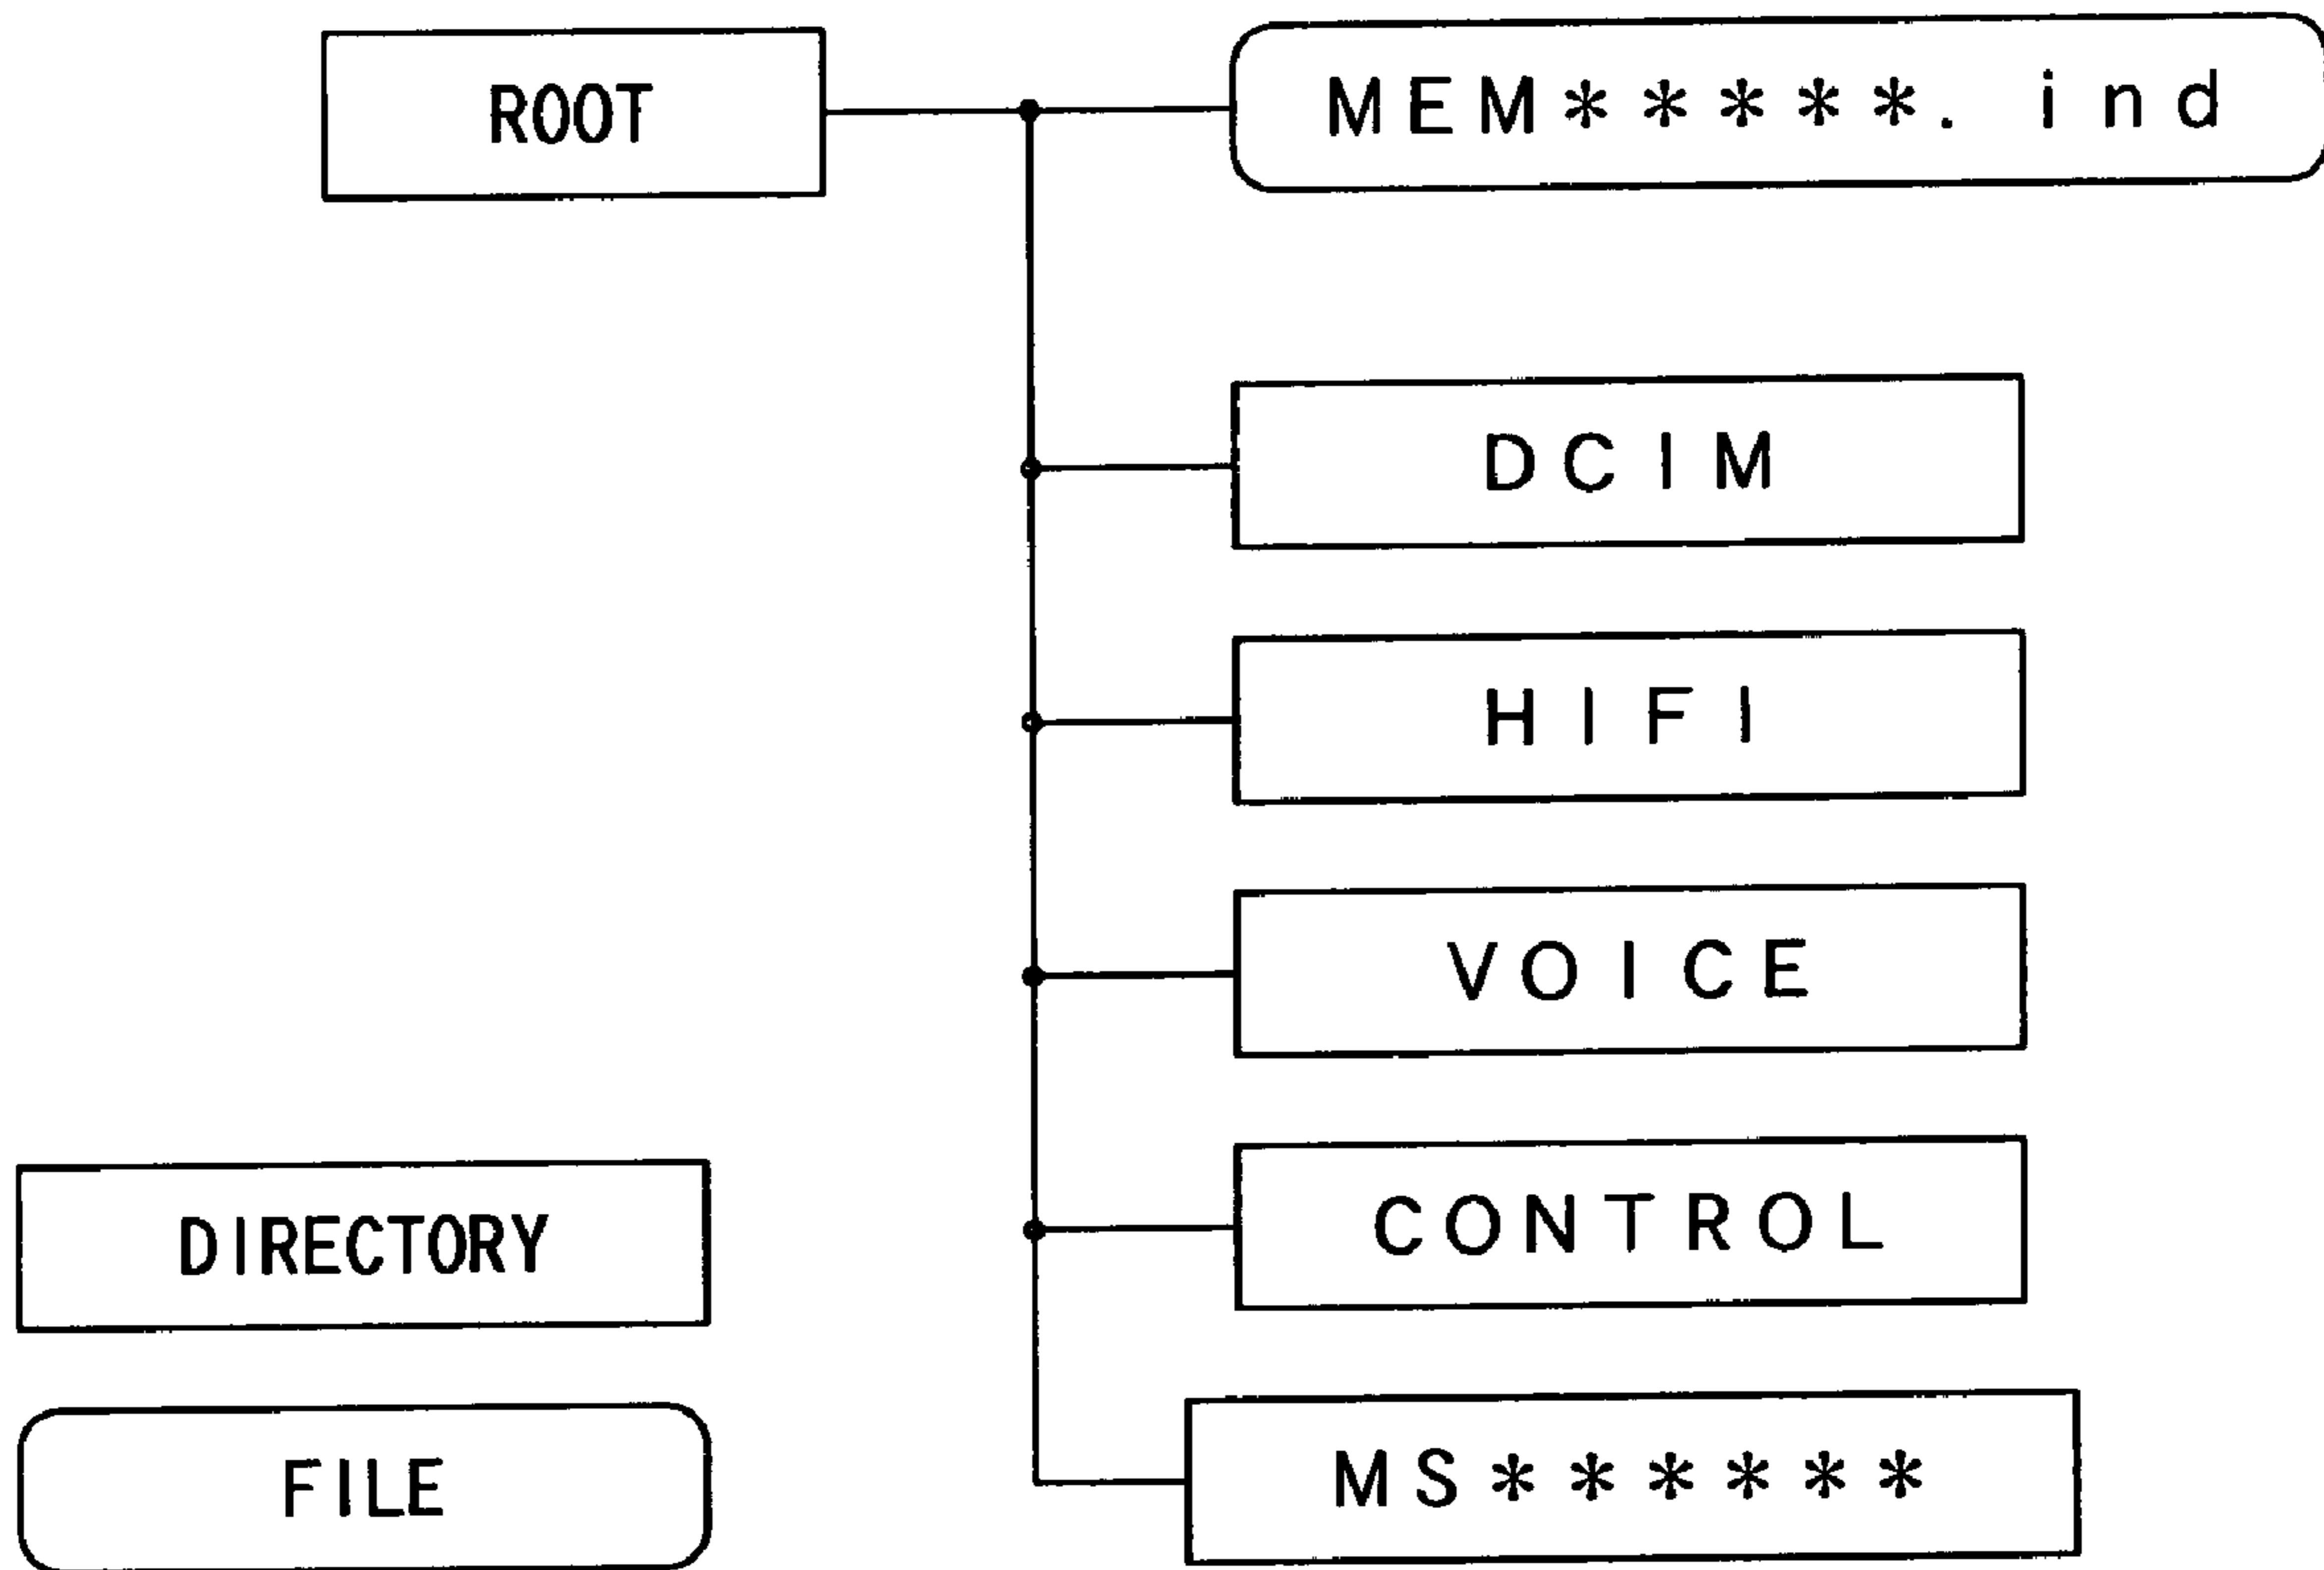 ROOT
MEM*****. ind
DCIM
HIFI
VOICE
CONTROL
MS******
DIRECTORY
FILE